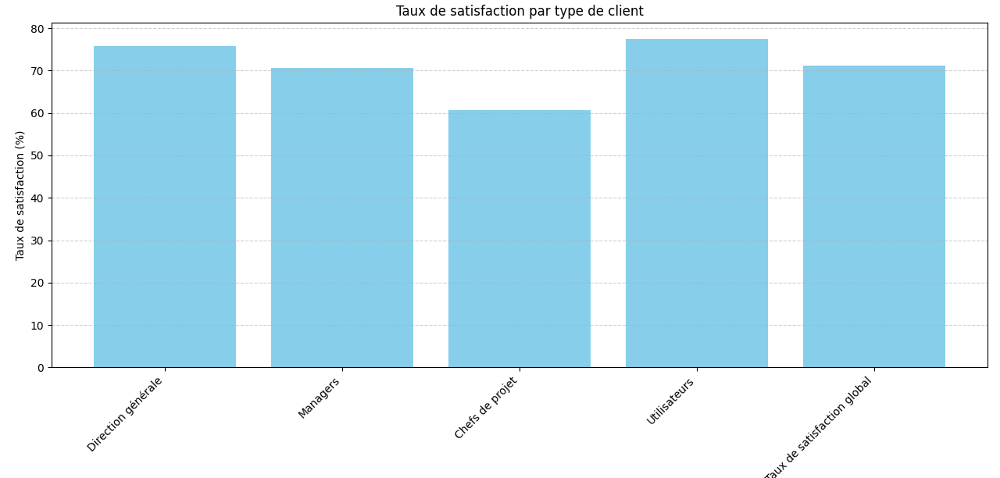 Taux de satisfaction par type de client
Taux de satisfaction (%)
80
70
60
50
40
30
20
10
0
Direction générale
Managers
Chefs de projet
Utilisateurs
Taux de satisfaction global